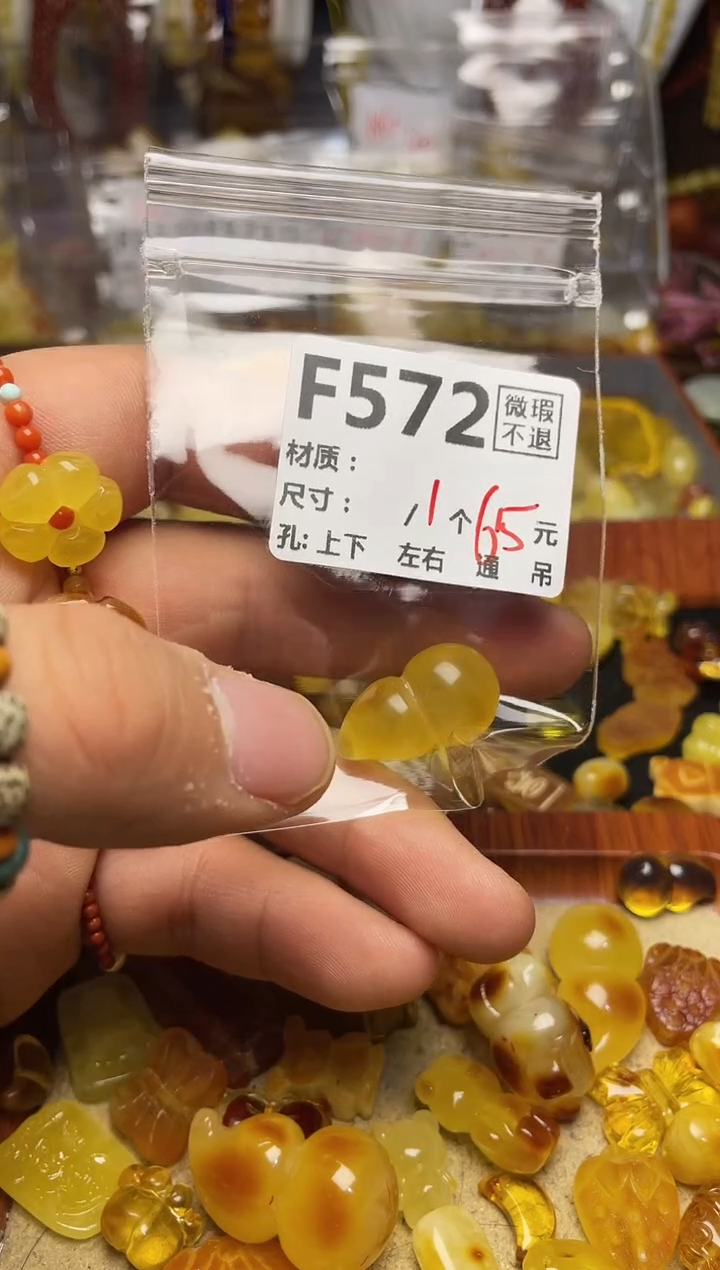 F572 微瑕
不退
材质：
尺寸： /1个 65元
孔: 上下 左右 通 吊